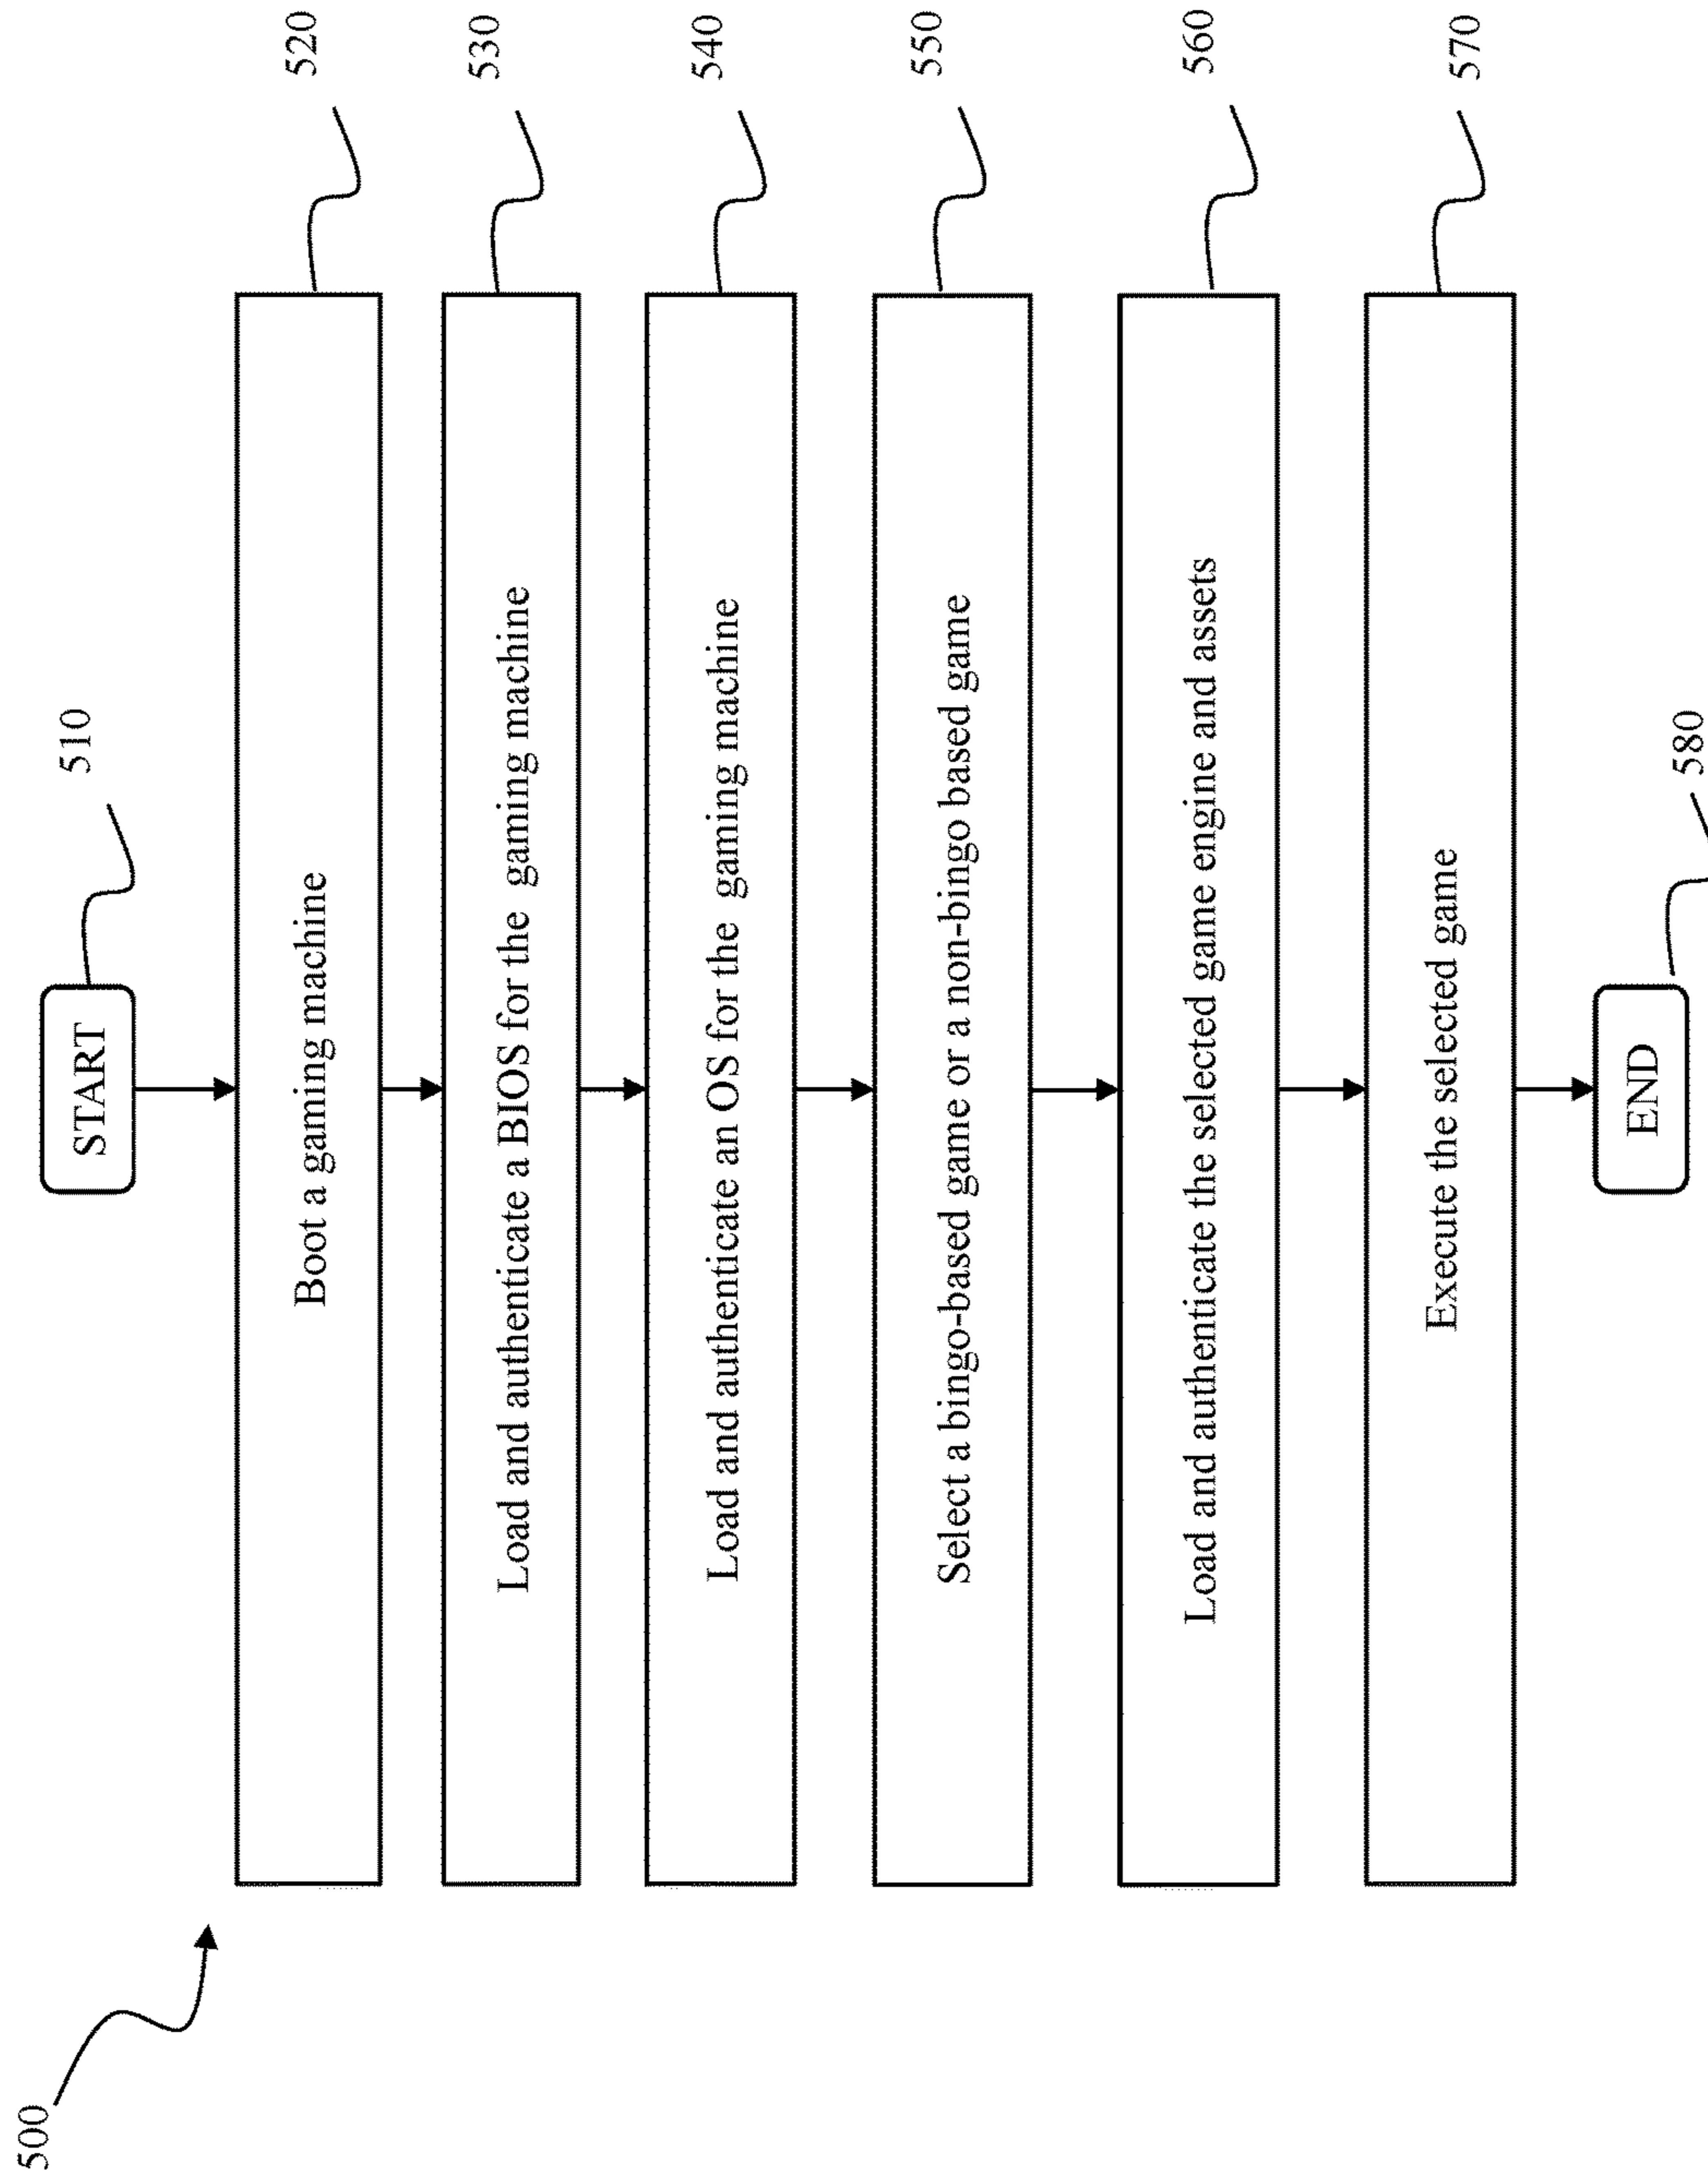 500
START
510
Boot a gaming machine
520
Load and authenticate a BIOS for the gaming machine
530
Load and authenticate an OS for the gaming machine
540
Select a bingo-based game or a non-bingo based game
550
Load and authenticate the selected game engine and assets
560
Execute the selected game
570
END
580